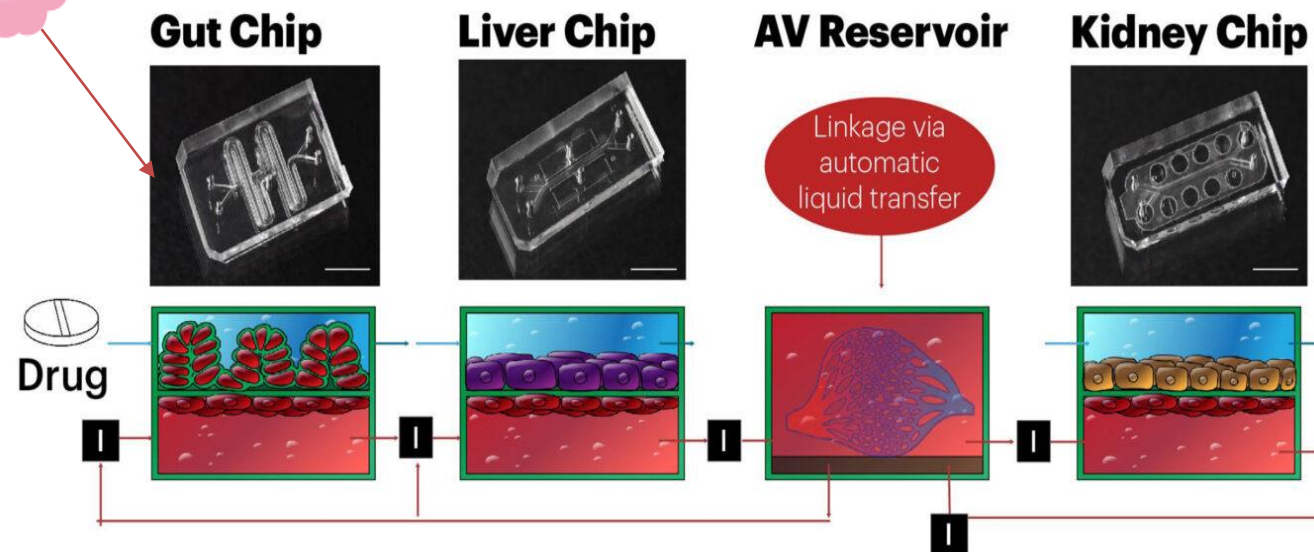 Gut Chip
Liver Chip
AV Reservoir
Kidney Chip
Linkage via
automatic
liquid transfer
Drug
I
I
I
I
I